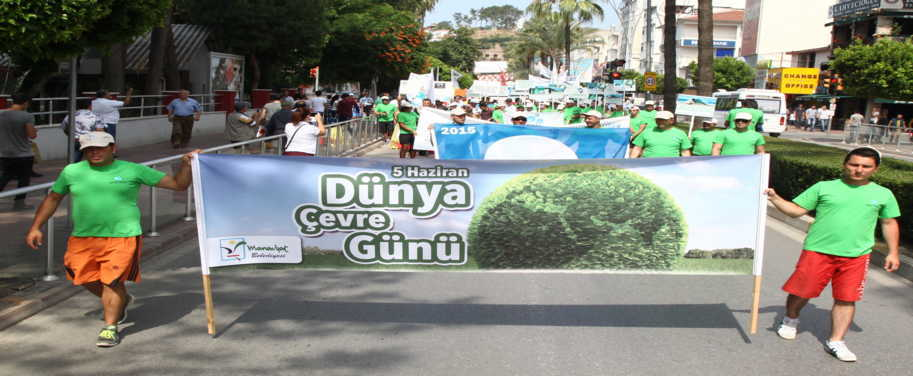 5 Haziran
Dünya
Çevre
Günü
Manavgat
Belediyesi
2015
CHANGE